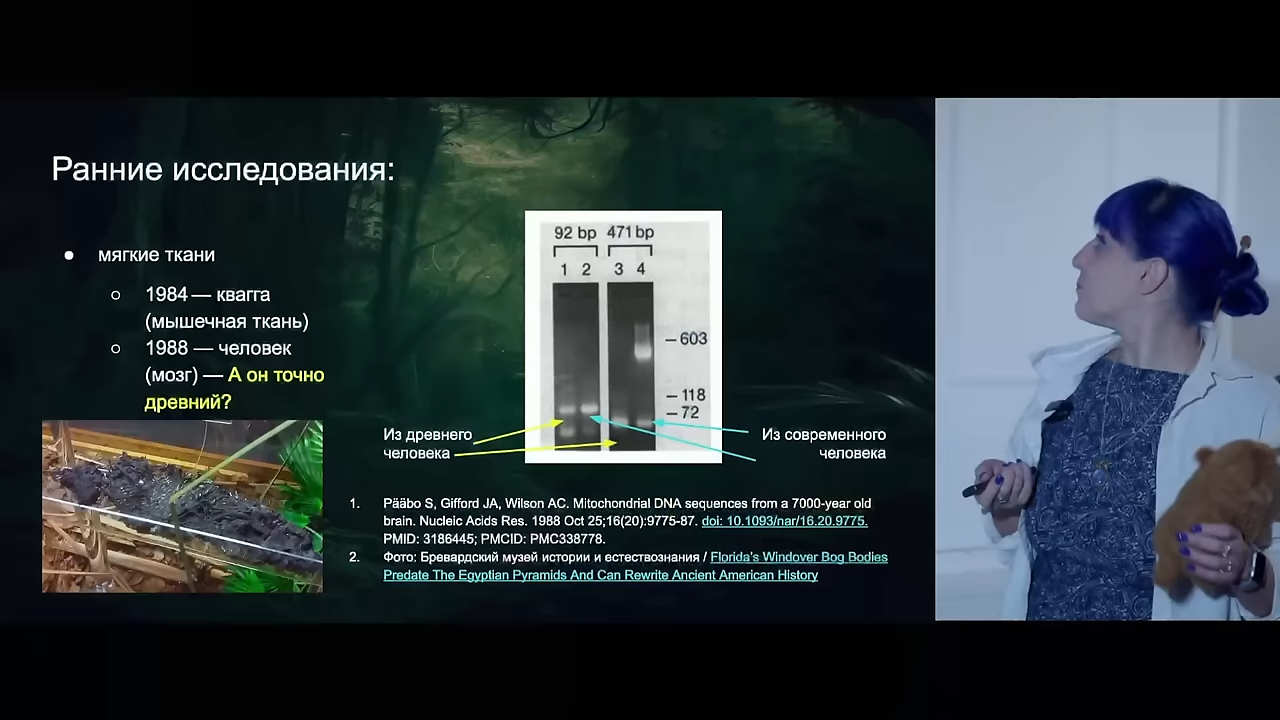 Ранние исследования:
● мягкие ткани
○ 1984 — квагга
(мышечная ткань)
○ 1988 — человек
(мозг) — А он точно
древний?
92 bp 471 bp
1 2 3 4
– 603
– 118
– 72
Из древнего
человека
Из современного
человека
1. Pääbo S, Gifford JA, Wilson AC. Mitochondrial DNA sequences from a 7000-year old
brain. Nucleic Acids Res. 1988 Oct 25;16(20):9775-87. doi: 10.1093/nar/16.20.9775.
PMID: 3186445; PMCID: PMC338778.
2. Фото: Бревардский музей истории и естествознания / Florida's Windover Bog Bodies
Predate The Egyptian Pyramids And Can Rewrite Ancient American History